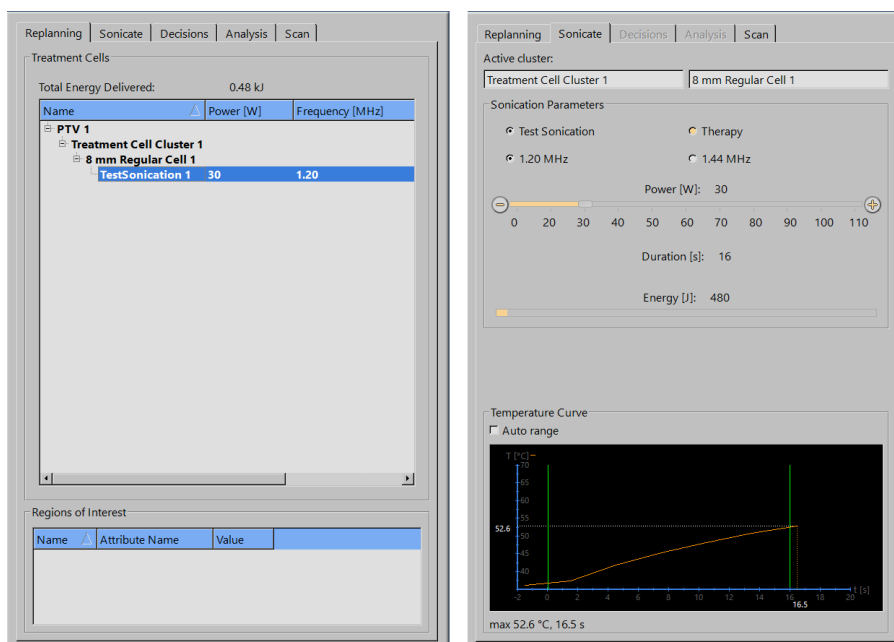 Replanning Sonicate Decisions Analysis Scan
Treatment Cells
Total Energy Delivered: 0.48 kJ
Name Power [W] Frequency [MHz]
PTV 1
Treatment Cell Cluster 1
8 mm Regular Cell 1
TestSonication 1 30 1.20
Regions of Interest
Name Attribute Name Value
Replanning Sonicate Decisions Analysis Scan
Active cluster:
Treatment Cell Cluster 1 8 mm Regular Cell 1
Sonication Parameters
Test Sonication Therapy
1.20 MHz 1.44 MHz
Power [W]: 30
0 20 30 40 50 60 70 80 90 100 110
Duration [s]: 16
Energy [J]: 480
Temperature Curve
Auto range
T [°C]
70
65
60
55
52.6
50
45
40
-2 0 2 4 6 8 10 12 14 16 18 20 t [s]
16.5
max 52.6 °C, 16.5 s